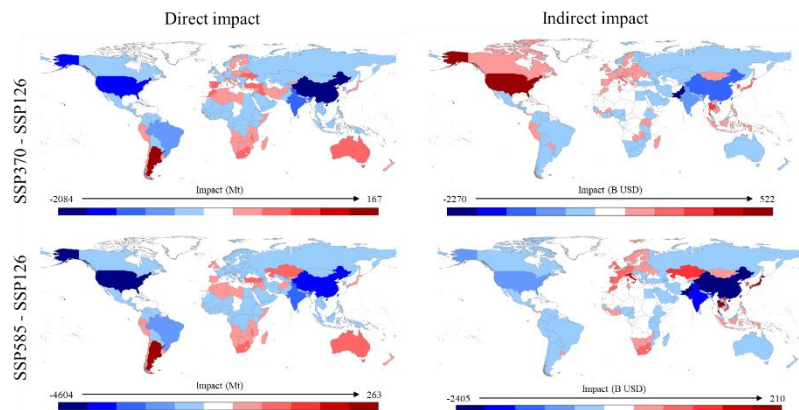 Direct impact
Indirect impact
SSP370 - SSP126
Impact (Mt)
-2084
167
Impact (B USD)
-2270
522
SSP585 - SSP126
Impact (Mt)
-4604
263
Impact (B USD)
-2405
210